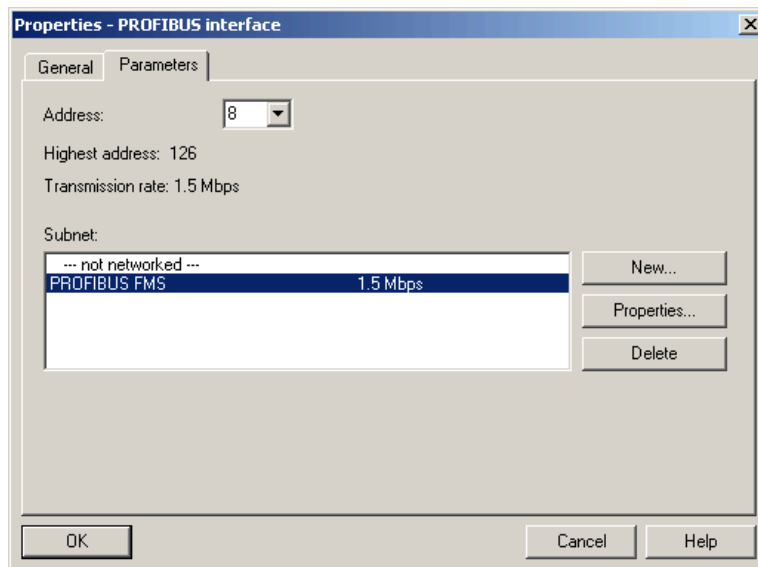 Properties - PROFIBUS interface
General Parameters
Address: 8
Highest address: 126
Transmission rate: 1.5 Mbps
Subnet:
--- not networked ---
PROFIBUS FMS 1.5 Mbps
New...
Properties...
Delete
OK Cancel Help